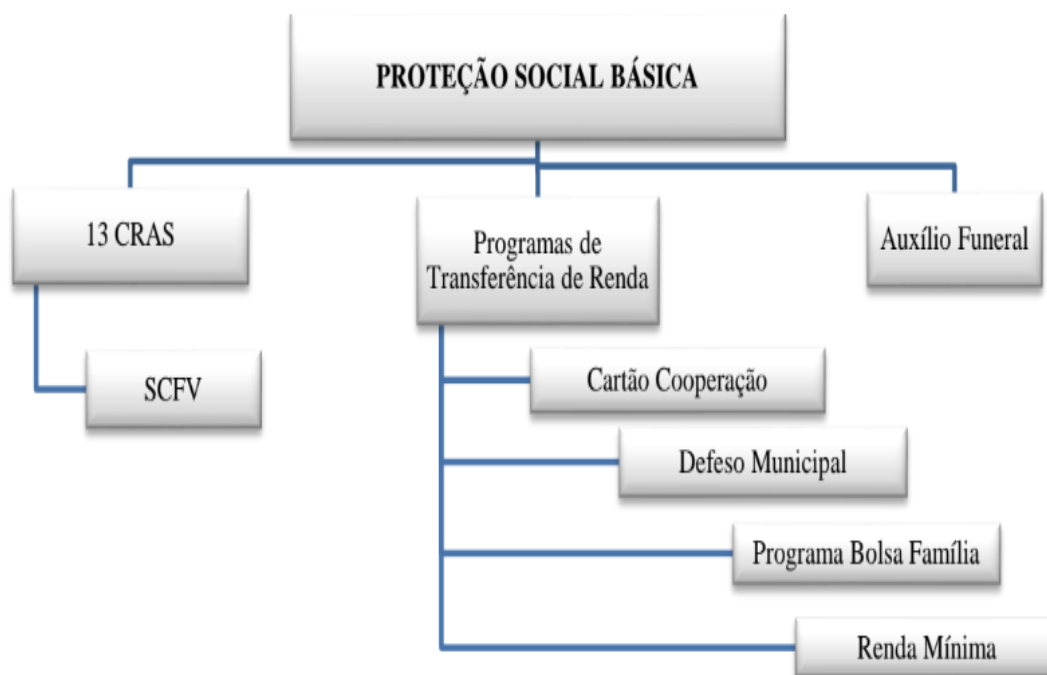 PROTEÇÃO SOCIAL BÁSICA
13 CRAS
Programas de
Transferência de Renda
Auxílio Funeral
SCFV
Cartão Cooperação
Defeso Municipal
Programa Bolsa Família
Renda Mínima